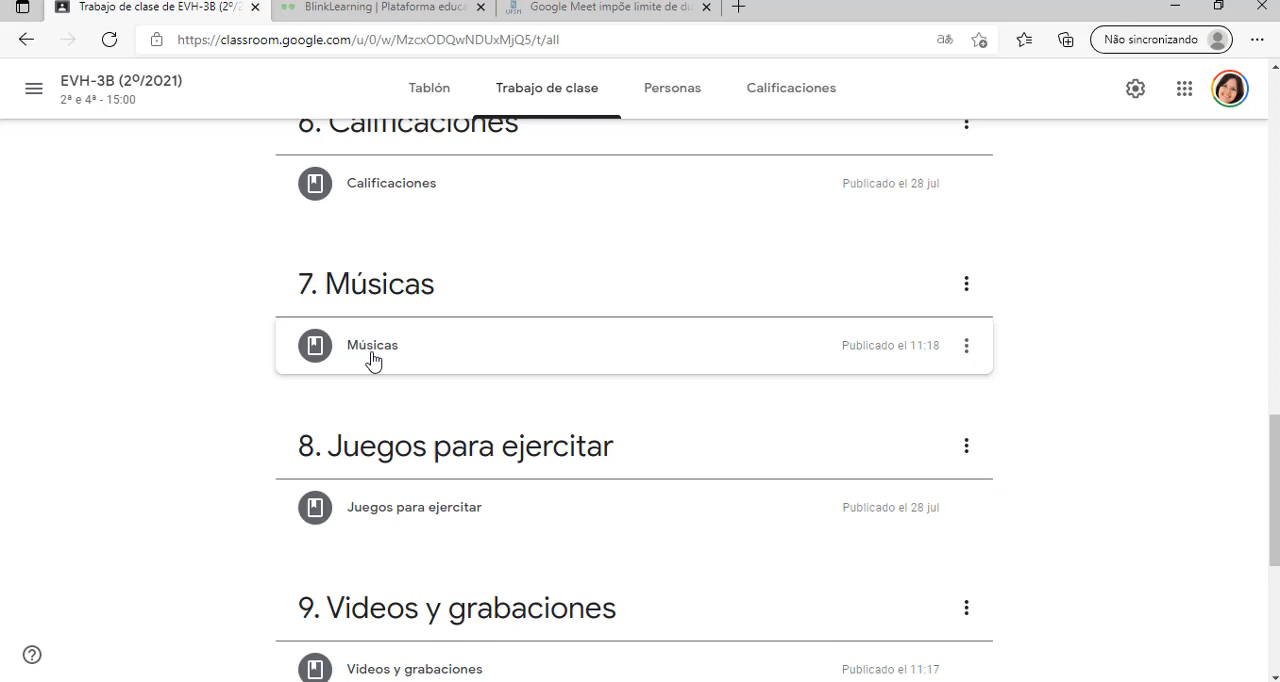 Trabajo de clase de EVH-3B (2º/2
BlinkLearning | Plataforma educa
Google Meet impõe limite de du
https://classroom.google.com/u/0/w/MzcxODQwNDUxMjQ5/t/all
Não sincronizando
EVH-3B (2º/2021)
2ª e 4ª - 15:00
Tablón
Trabajo de clase
Personas
Calificaciones
6. Calificaciones
Calificaciones
Publicado el 28 jul
7. Músicas
Músicas
Publicado el 11:18
8. Juegos para ejercitar
Juegos para ejercitar
Publicado el 28 jul
9. Videos y grabaciones
Videos y grabaciones
Publicado el 11:17